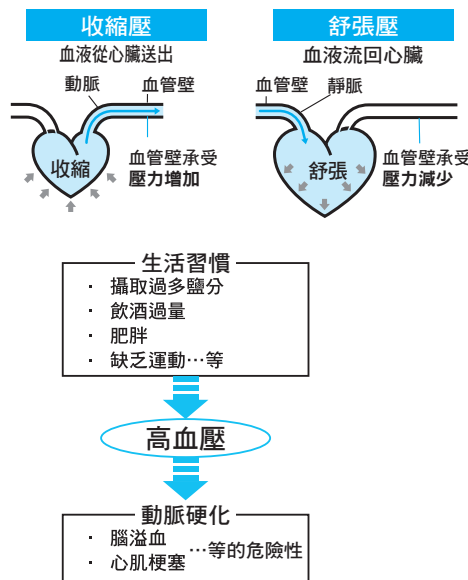 收縮壓
血液從心臟送出
動脈
血管壁
收縮
血管壁承受
壓力增加
舒張壓
血液流回心臟
血管壁
靜脈
舒張
血管壁承受
壓力減少
生活習慣
· 攝取過多鹽分
· 飲酒過量
· 肥胖
· 缺乏運動…等
高血壓
動脈硬化
· 腦溢血
· 心肌梗塞
…等的危險性